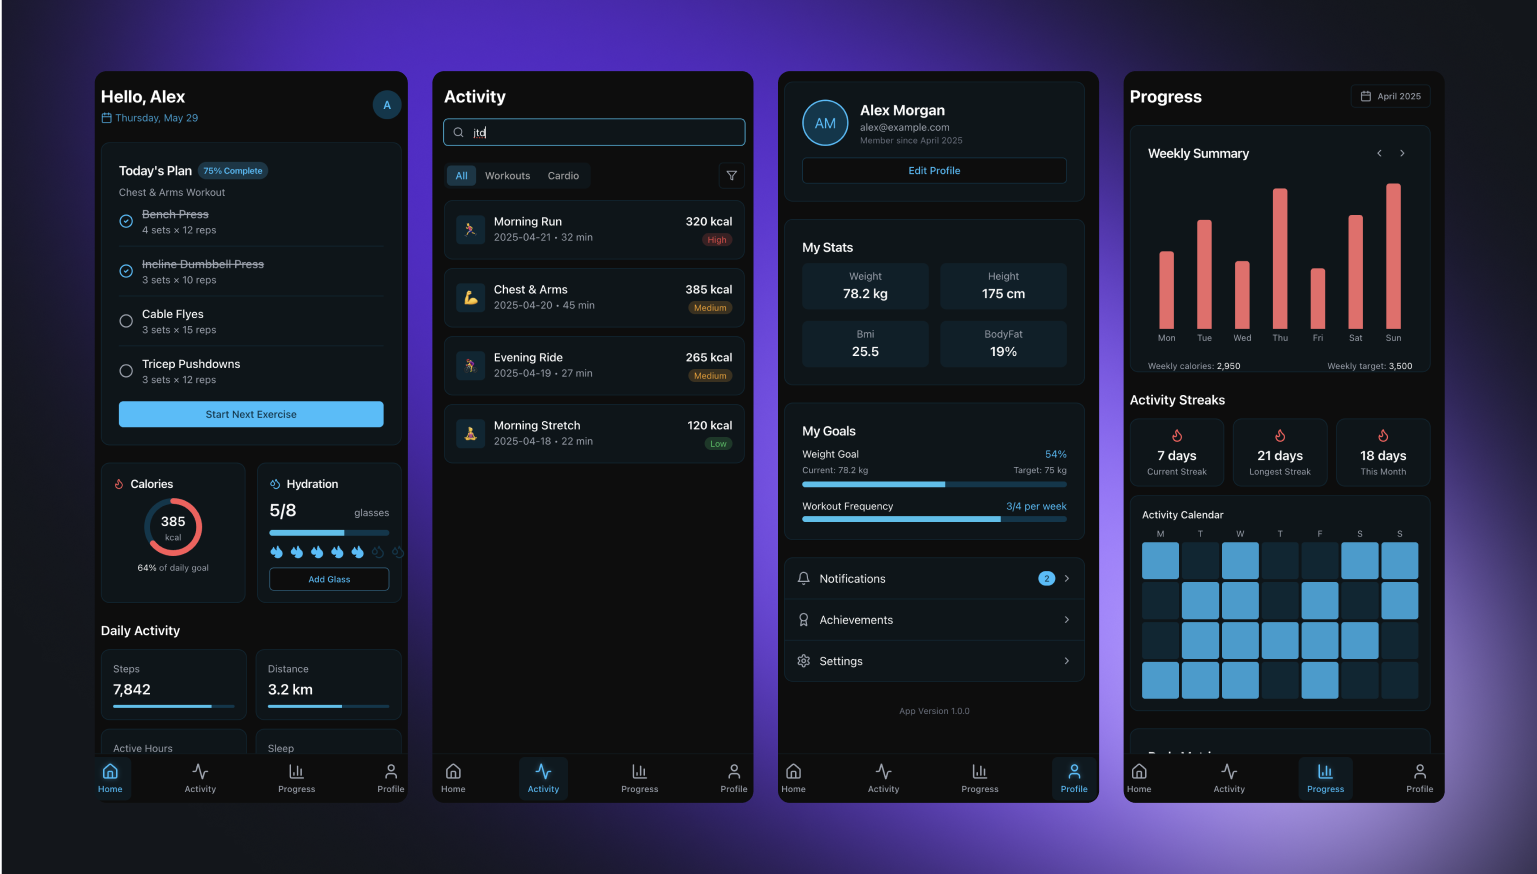 Hello, Alex
A
Thursday, May 29
Today's Plan
75% Complete
Chest & Arms Workout
Bench Press
4 sets × 12 reps
Incline Dumbbell Press
3 sets × 10 reps
Cable Flyes
3 sets × 15 reps
Tricep Pushdowns
3 sets × 12 reps
Start Next Exercise
Calories
385
kcal
64% of daily goal
Hydration
5/8
glasses
Add Glass
Daily Activity
Steps
7,842
Distance
3.2 km
Active Hours
Sleep
Home
Activity
Progress
Profile
Activity
jtd
All
Workouts
Cardio
Morning Run
320 kcal
2025-04-21 • 32 min
High
Chest & Arms
385 kcal
2025-04-20 • 45 min
Medium
Evening Ride
265 kcal
2025-04-19 • 27 min
Medium
Morning Stretch
120 kcal
2025-04-18 • 22 min
Low
Home
Activity
Progress
Profile
AM
Alex Morgan
alex@example.com
Member since April 2025
Edit Profile
My Stats
Weight
78.2 kg
Height
175 cm
Bmi
25.5
BodyFat
19%
My Goals
Weight Goal
54%
Current: 78.2 kg
Target: 75 kg
Workout Frequency
3/4 per week
Notifications
2
Achievements
Settings
App Version 1.0.0
Home
Activity
Progress
Profile
Progress
April 2025
Weekly Summary
Mon Tue Wed Thu Fri Sat Sun
Weekly calories: 2,950
Weekly target: 3,500
Activity Streaks
7 days
Current Streak
21 days
Longest Streak
18 days
This Month
Activity Calendar
M T W T F S S
Home
Activity
Progress
Profile